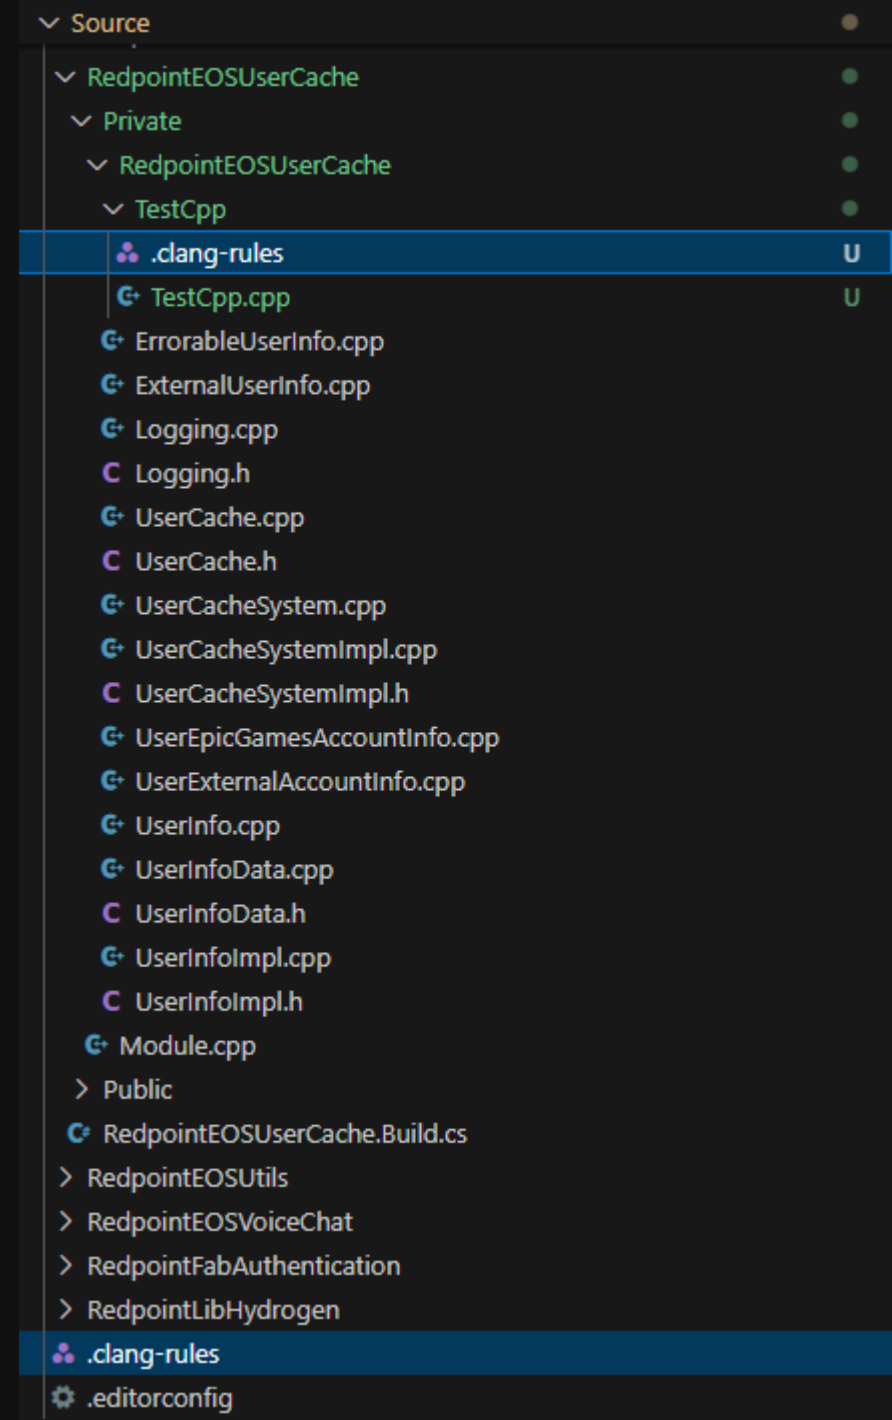 Source
RedpointEOSUserCache
Private
RedpointEOSUserCache
TestCpp
.clang-rules U
TestCpp.cpp U
ErrorableUserInfo.cpp
ExternalUserInfo.cpp
Logging.cpp
C Logging.h
UserCache.cpp
C UserCache.h
UserCacheSystem.cpp
UserCacheSystemImpl.cpp
C UserCacheSystemImpl.h
UserEpicGamesAccountInfo.cpp
UserExternalAccountInfo.cpp
UserInfo.cpp
UserInfoData.cpp
C UserInfoData.h
UserInfoImpl.cpp
C UserInfoImpl.h
Module.cpp
Public
RedpointEOSUserCache.Build.cs
RedpointEOSUtils
RedpointEOSVoiceChat
RedpointFabAuthentication
RedpointLibHydrogen
.clang-rules
.editorconfig